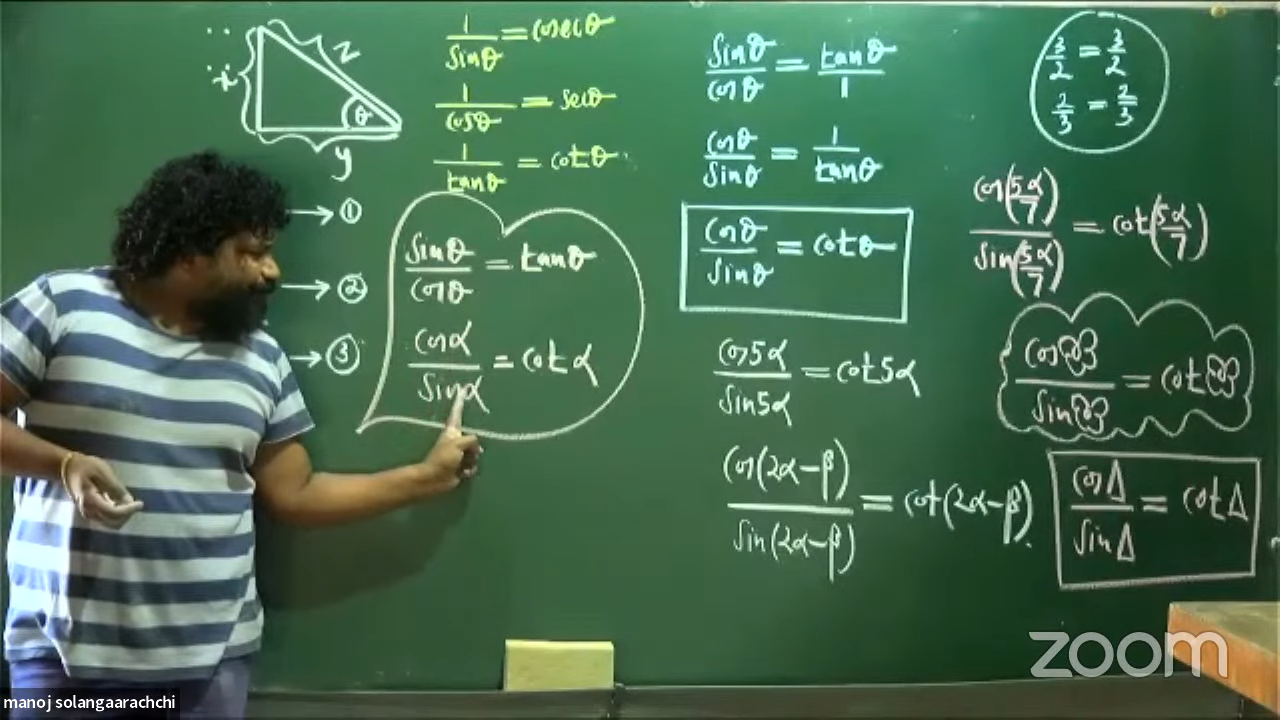 x
z
θ
y
1/sinθ = cosecθ
1/cosθ = secθ
1/tanθ = cotθ
→ ①
→ ②
→ ③
sinθ/cosθ = tanθ
cosα/sinα = cotα
sinθ/cosθ = tanθ/1
cosθ/sinθ = 1/tanθ
cosθ/sinθ = cotθ
cos5α/sin5α = cot5α
cos(2α-β)/sin(2α-β) = cot(2α-β).
3/2 = 3/2
2/3 = 2/3
cos(5α/7)/sin(5α/7) = cot(5α/7)
cosΔ/sinΔ = cotΔ
zoom
manoj solangaarachchi